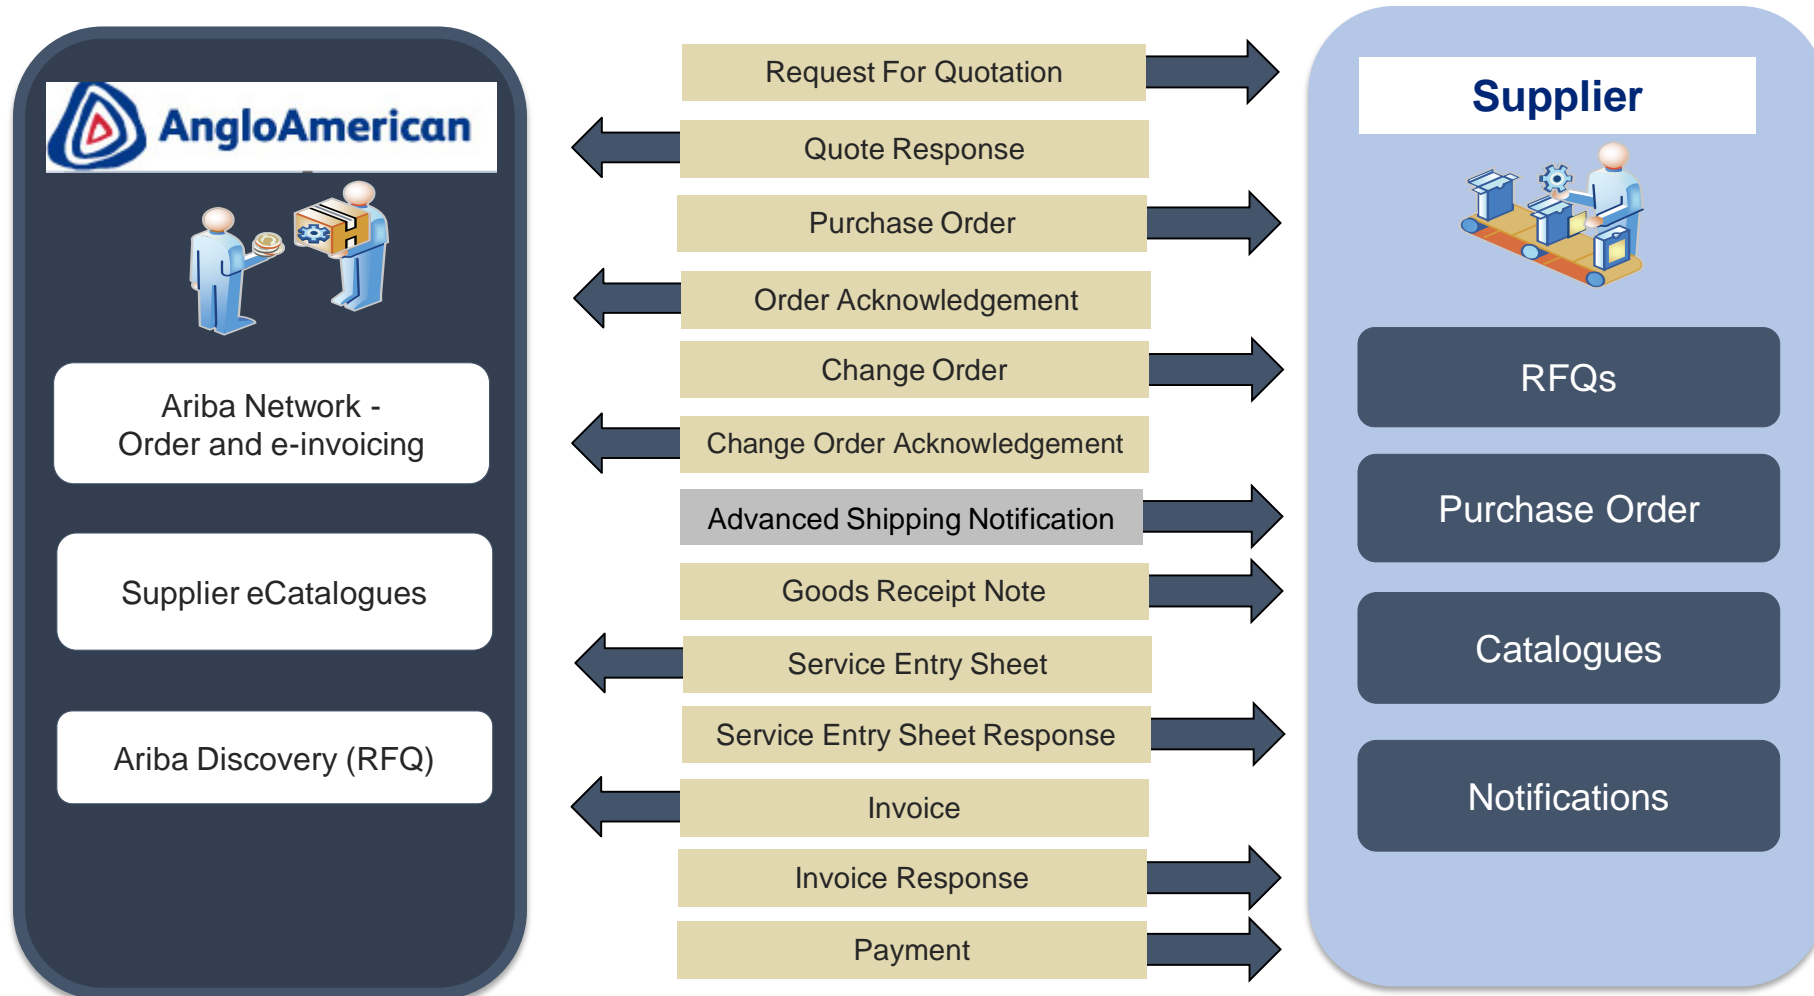 AngloAmerican
Ariba Network -
Order and e-invoicing
Supplier eCatalogues
Ariba Discovery (RFQ)
Request For Quotation
Quote Response
Purchase Order
Order Acknowledgement
Change Order
Change Order Acknowledgement
Advanced Shipping Notification
Goods Receipt Note
Service Entry Sheet
Service Entry Sheet Response
Invoice
Invoice Response
Payment
Supplier
RFQs
Purchase Order
Catalogues
Notifications